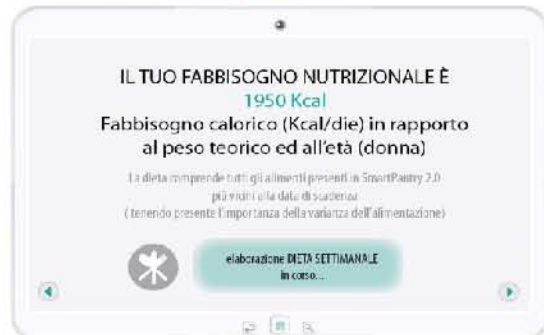 IL TUO FABBISOGNO NUTRIZIONALE È
1950 Kcal
Fabbisogno calorico (Kcal/die) in rapporto
al peso teorico ed all'età (donna)
La dieta comprende tutti gli alimenti presenti in SmartPantry 2.0
più vicini alla data di scadenza
( tenendo presente l'importanza della varianza dell'alimentazione)
elaborazione DIETA SETTIMANALE
in corso...